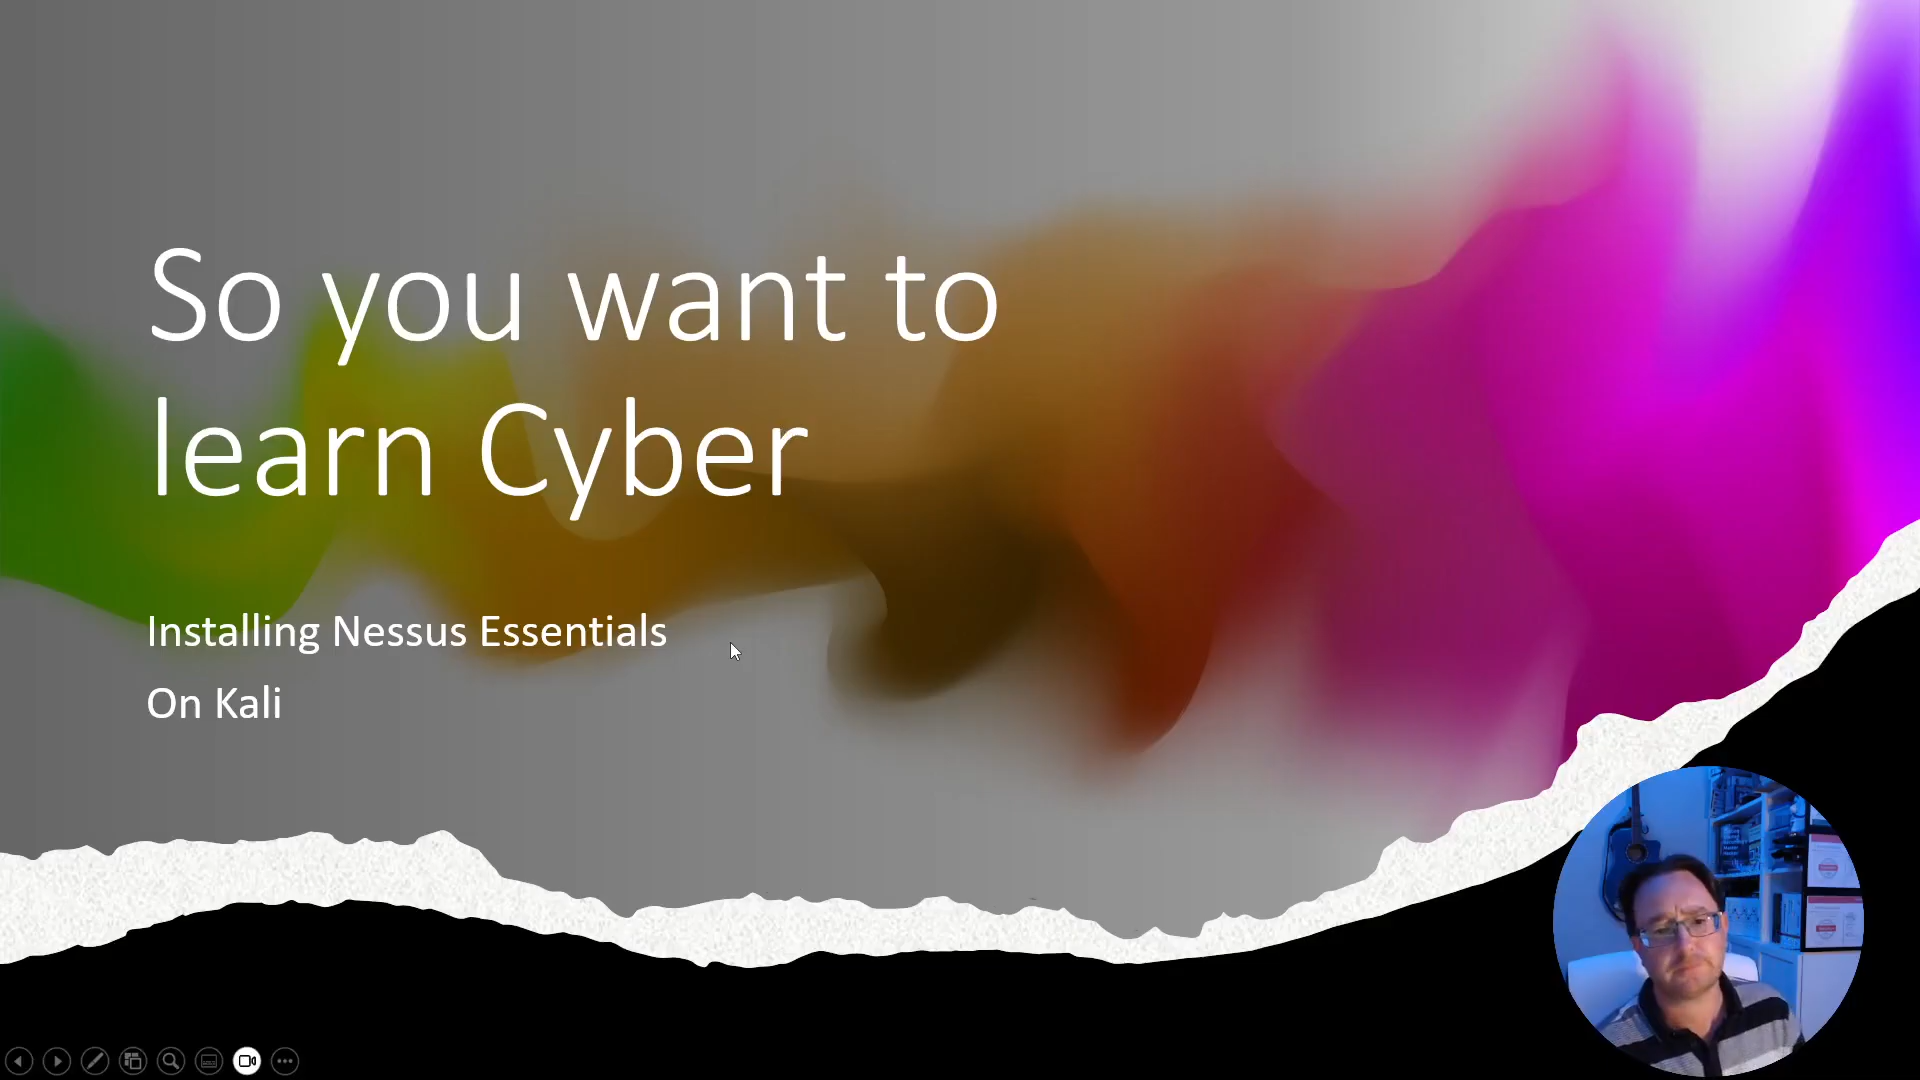 So you want to
learn Cyber
Installing Nessus Essentials
On Kali